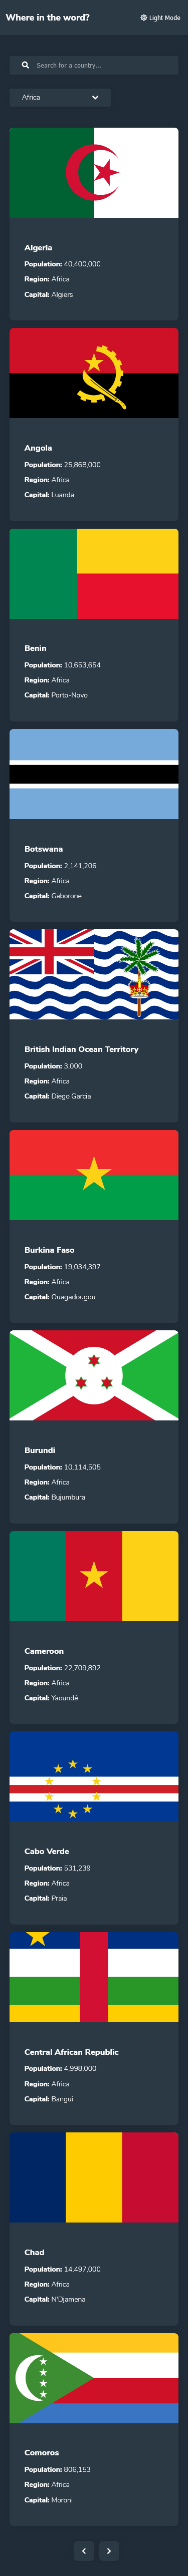 Where in the word?
Light Mode
Search for a country...
Africa
Algeria
Population: 40,400,000
Region: Africa
Capital: Algiers
Angola
Population: 25,868,000
Region: Africa
Capital: Luanda
Benin
Population: 10,653,654
Region: Africa
Capital: Porto-Novo
Botswana
Population: 2,141,206
Region: Africa
Capital: Gaborone
British Indian Ocean Territory
Population: 3,000
Region: Africa
Capital: Diego Garcia
Burkina Faso
Population: 19,034,397
Region: Africa
Capital: Ouagadougou
Burundi
Population: 10,114,505
Region: Africa
Capital: Bujumbura
Cameroon
Population: 22,709,892
Region: Africa
Capital: Yaoundé
Cabo Verde
Population: 531,239
Region: Africa
Capital: Praia
Central African Republic
Population: 4,998,000
Region: Africa
Capital: Bangui
Chad
Population: 14,497,000
Region: Africa
Capital: N'Djamena
Comoros
Population: 806,153
Region: Africa
Capital: Moroni